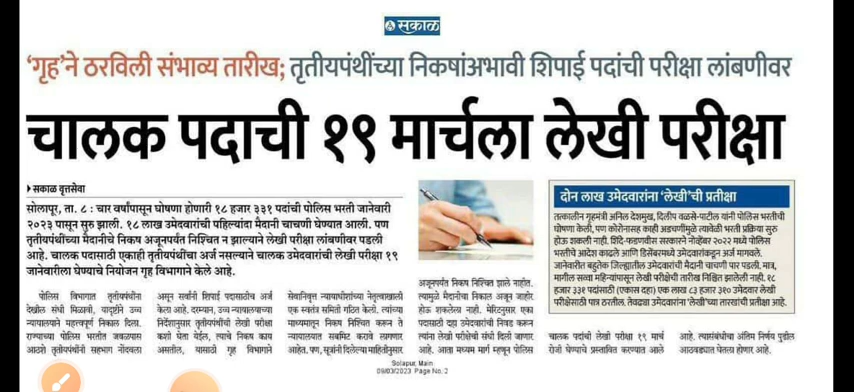 सकाळ
'गृह'ने ठरविली संभाव्य तारीख; तृतीयपंथींच्या निकषांअभावी शिपाई पदांची परीक्षा लांबणीवर
चालक पदाची १९ मार्चला लेखी परीक्षा
सकाळ वृत्तसेवा
सोलापूर, ता. ८ : चार वर्षांपासून घोषणा होणारी १८ हजार ३३१ पदांची पोलिस भरती जानेवारी
२०२३ पासून सुरु झाली. १८ लाख उमेदवारांची पहिल्यांदा मैदानी चाचणी घेण्यात आली. पण
तृतीयपंथींच्या मैदानीचे निकष अजूनपर्यंत निश्चित न झाल्याने लेखी परीक्षा लांबणीवर पडली
आहे. चालक पदासाठी एकाही तृतीयपंथींचा अर्ज नसल्याने चालक उमेदवारांची लेखी परीक्षा १९
जानेवारीला घेण्याचे नियोजन गृह विभागाने केले आहे.
पोलिस विभागात तृतीयपंथींना
देखील संधी मिळावी, यादृष्टीने उच्च
न्यायालयाने महत्त्वपूर्ण निकाल दिला.
राज्याच्या पोलिस भरतीत जवळपास
आठशे तृतीयपंथींनी सहभाग नोंदवला
असून सर्वांनी शिपाई पदासाठीच अर्ज
केला आहे. दरम्यान, उच्च न्यायालयाच्या
निर्देशानुसार तृतीयपंथींची लेखी परीक्षा
कशी घेता येईल, त्याचे निकष काय
असतील, यासाठी गृह विभागाने
सेवानिवृत्त न्यायाधीशांच्या नेतृत्वाखाली
एक स्वतंत्र समिती गठित केली. त्यांच्या
माध्यमातून निकष निश्चित करून ते
न्यायालयात सबमिट करावे लागणार
आहेत. पण, सूत्रांनी दिलेल्या माहितीनुसार
अजूनपर्यंत निकष निश्चित झाले नाहीत.
त्यामुळे मैदानीचा निकाल अजून जाहीर
होऊ शकलेला नाही. मेरिटनुसार एका
पदासाठी दहा उमेदवारांची निवड करून
त्यांना लेखी परीक्षेची संधी दिली जाणार
आहे. आता मध्यम मार्ग म्हणून पोलिस
दोन लाख उमेदवारांना 'लेखी'ची प्रतीक्षा
तत्कालीन गृहमंत्री अनिल देशमुख, दिलीप वळसे-पाटील यांनी पोलिस भरतीची
घोषणा केली, पण कोरोनासह काही अडचणींमुळे त्यावेळी भरती प्रक्रिया सुरु
होऊ शकली नाही. शिंदे-फडणवीस सरकारने नोव्हेंबर २०२२ मध्ये पोलिस
भरतीचे आदेश काढले आणि डिसेंबरमध्ये उमेदवारांकडून अर्ज मागवले.
जानेवारीत बहुतेक जिल्ह्यातील उमेदवारांची मैदानी चाचणी पार पडली. मात्र,
मागील सव्वा महिन्यांपासून लेखी परीक्षेची तारीख निश्चित झालेली नाही. १८
हजार ३३१ पदांसाठी (एकास दहा) एक लाख ८३ हजार ३१० उमेदवार लेखी
परीक्षेसाठी पात्र ठरतील. तेवढ्या उमेदवारांना 'लेखी'च्या तारखांची प्रतीक्षा आहे.
चालक पदांची लेखी परीक्षा १९ मार्च
रोजी घेण्याचे प्रस्तावित करण्यात आले
आहे. त्यासंबंधीचा अंतिम निर्णय पुढील
आठवड्यात घेतला होणार आहे.
Solapur, Main
09/03/2023 Page No. 2